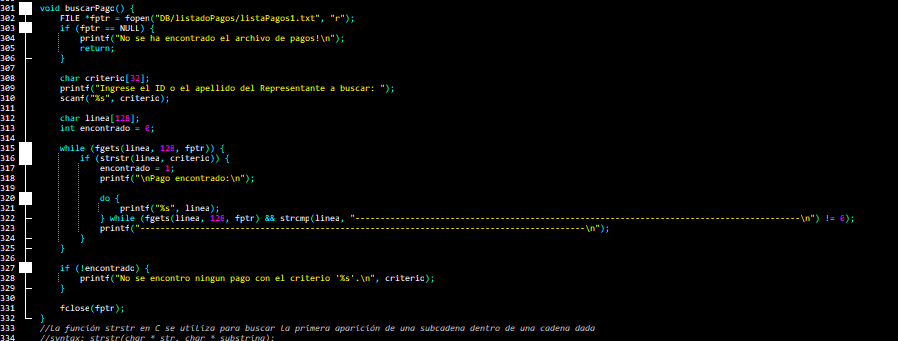 301 void buscarPago() {
302 FILE *fptr = fopen("DB/listadoPagos/listaPagos1.txt", "r");
303 if (fptr == NULL) {
304 printf("No se ha encontrado el archivo de pagos!\n");
305 return;
306 }
307
308 char criterio[32];
309 printf("Ingrese el ID o el apellido del Representante a buscar: ");
310 scanf("%s", criterio);
311
312 char linea[128];
313 int encontrado = 0;
314
315 while (fgets(linea, 128, fptr)) {
316 if (strstr(linea, criterio)) {
317 encontrado = 1;
318 printf("\nPago encontrado:\n");
319
320 do {
321 printf("%s", linea);
322 } while (fgets(linea, 128, fptr) && strcmp(linea, "-----------------------------------------------------------------------------------------\n") != 0);
323 printf("-----------------------------------------------------------------------------------------\n");
324 }
325 }
326
327 if (!encontrado) {
328 printf("No se encontro ningun pago con el criterio '%s'.\n", criterio);
329 }
330
331 fclose(fptr);
332 }
333 //La función strstr en C se utiliza para buscar la primera aparición de una subcadena dentro de una cadena dada
334 //syntax: strstr(char * str, char * substring);